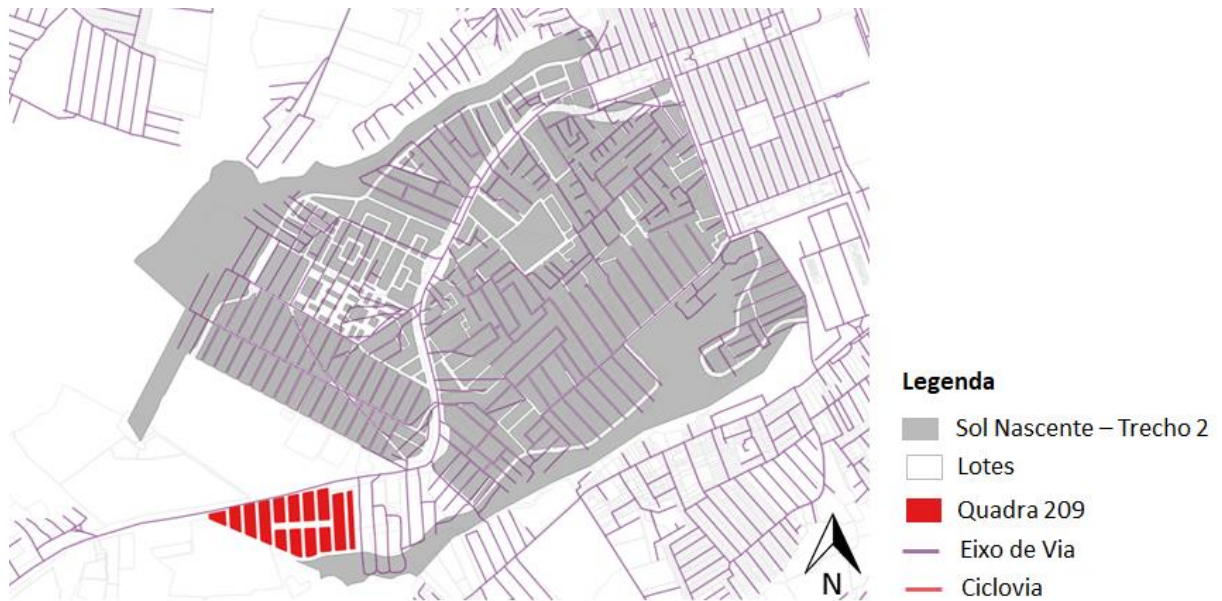 Legenda
Sol Nascente – Trecho 2
Lotes
Quadra 209
Eixo de Via
Ciclovia
N